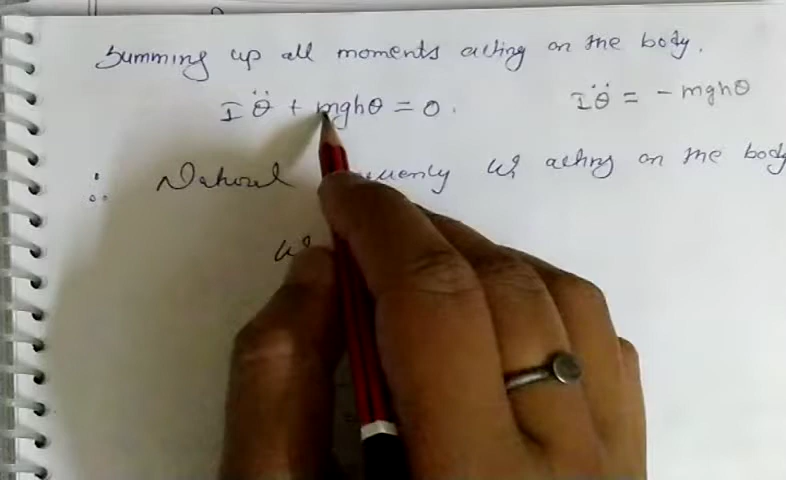 Summing up all moments acting on the body.
Iθ̈ + mghθ = 0.
Iθ̈ = - mghθ
∴ Natural acting on the body